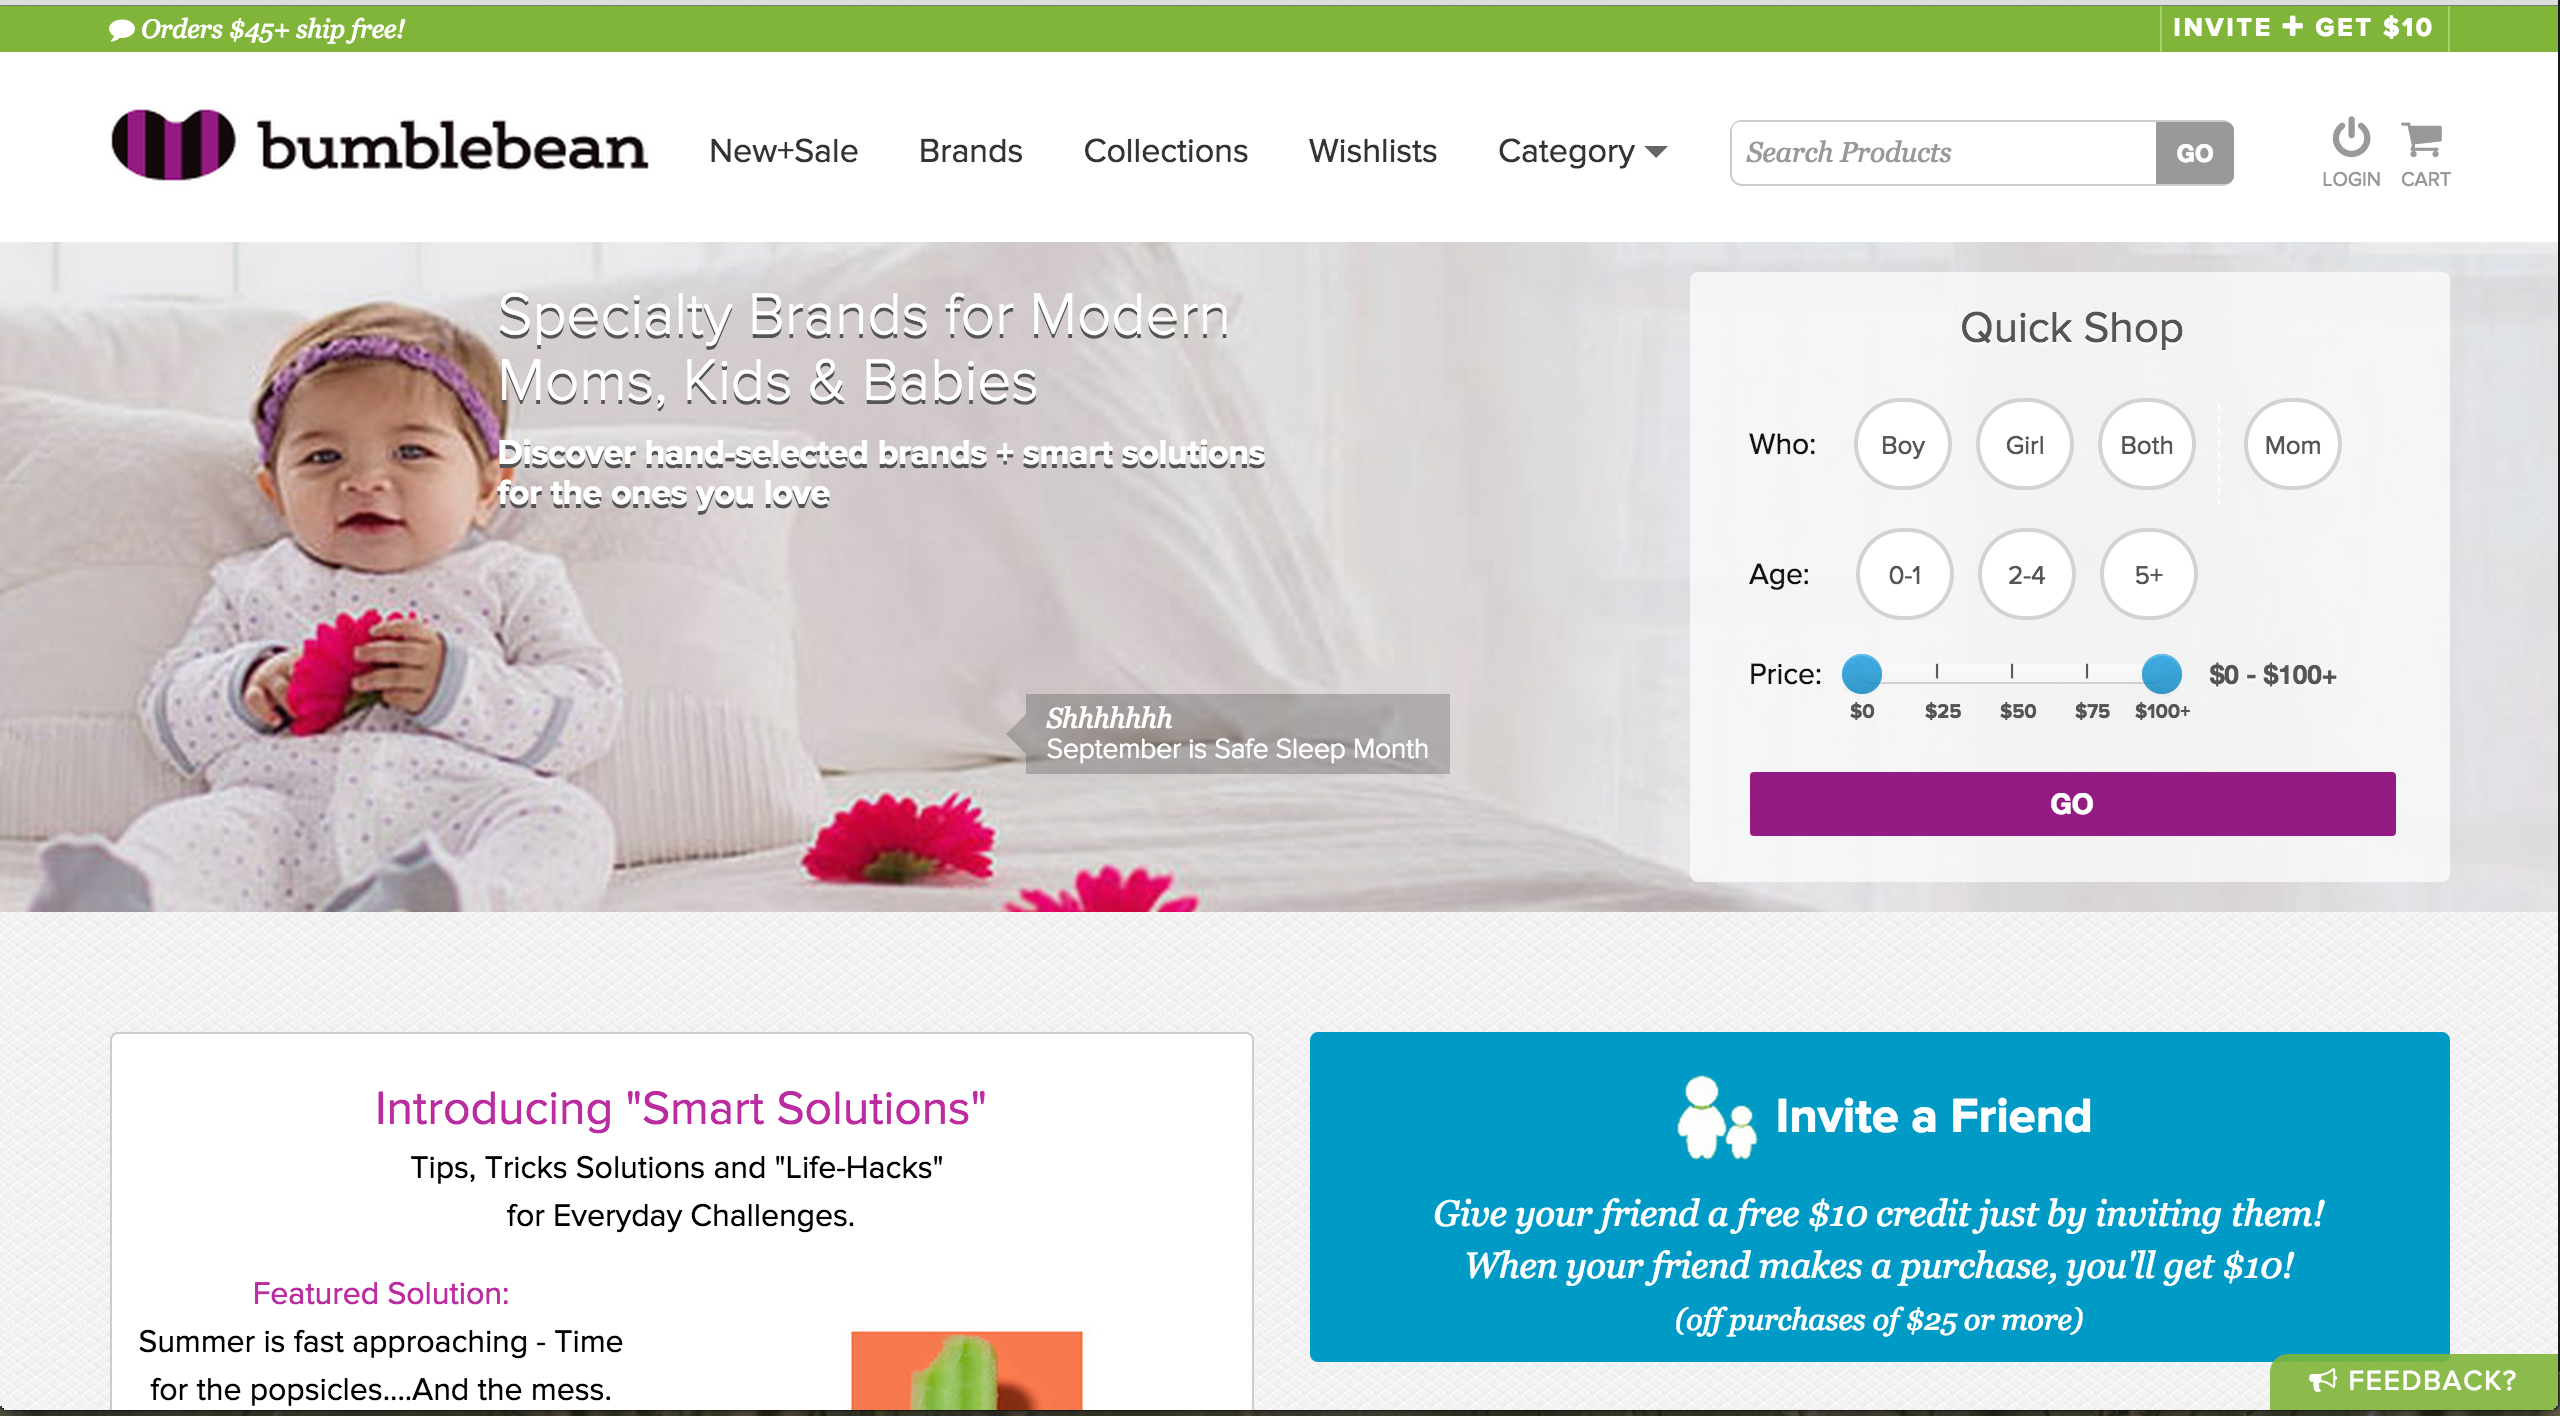 Orders $45+ ship free!
INVITE + GET $10
bumblebean
New+Sale
Brands
Collections
Wishlists
Category
Search Products
GO
LOGIN
CART
Specialty Brands for Modern
Moms, Kids & Babies
Discover hand-selected brands + smart solutions
for the ones you love
Shhhhhhh
September is Safe Sleep Month
Quick Shop
Who: Boy Girl Both Mom
Age: 0-1 2-4 5+
Price: $0 - $100+
$0 $25 $50 $75 $100+
GO
Introducing "Smart Solutions"
Tips, Tricks Solutions and "Life-Hacks"
for Everyday Challenges.
Featured Solution:
Summer is fast approaching - Time
for the popsicles....And the mess.
Invite a Friend
Give your friend a free $10 credit just by inviting them!
When your friend makes a purchase, you'll get $10!
(off purchases of $25 or more)
FEEDBACK?